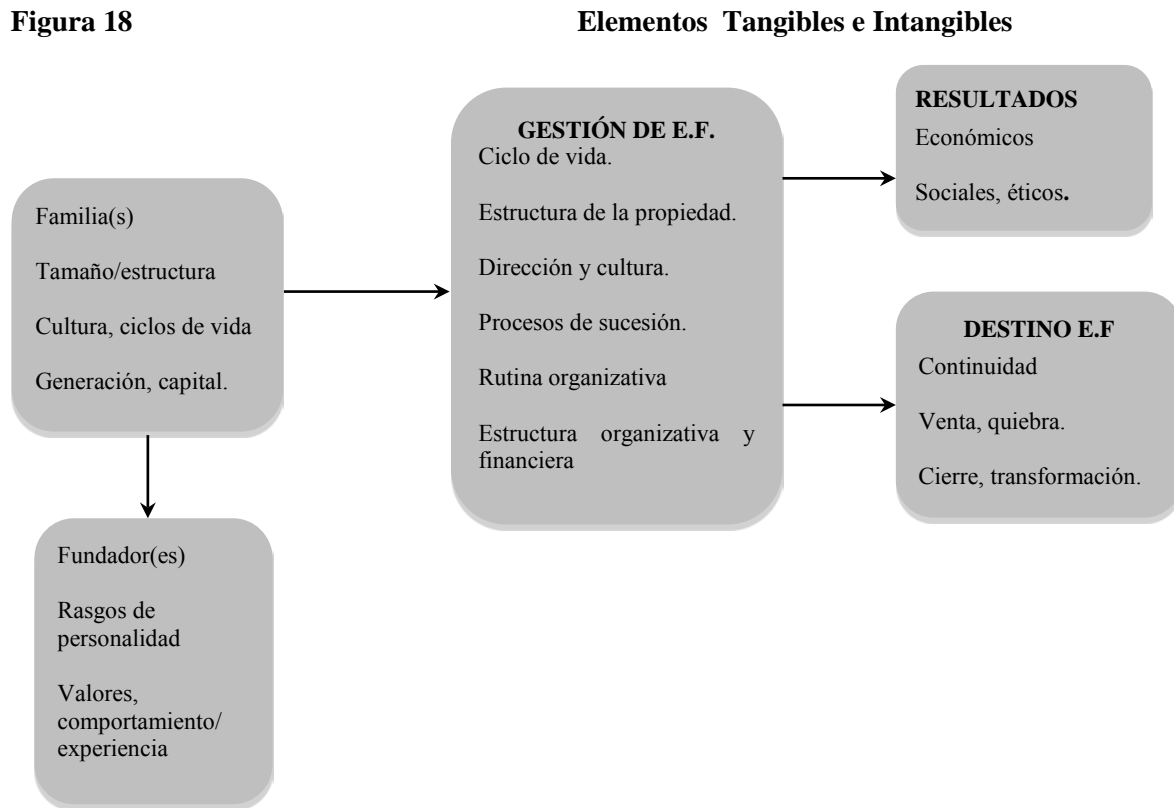 Figura 18
Elementos Tangibles e Intangibles
Familia(s)
Tamaño/estructura
Cultura, ciclos de vida
Generación, capital.
Fundador(es)
Rasgos de
personalidad
Valores,
comportamiento/
experiencia
GESTIÓN DE E.F.
Ciclo de vida.
Estructura de la propiedad.
Dirección y cultura.
Procesos de sucesión.
Rutina organizativa
Estructura organizativa y
financiera
RESULTADOS
Económicos
Sociales, éticos.
DESTINO E.F
Continuidad
Venta, quiebra.
Cierre, transformación.